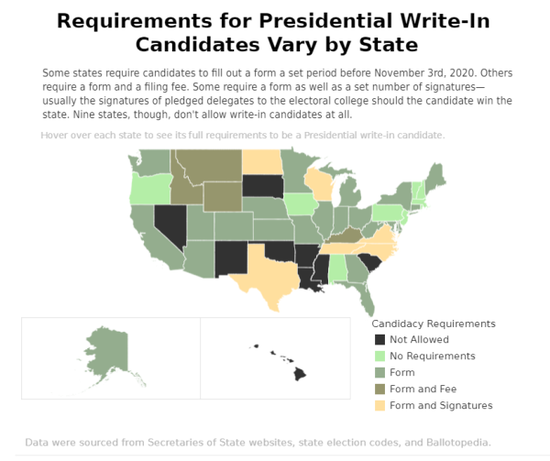 Requirements for Presidential Write-In
Candidates Vary by State
Some states require candidates to fill out a form a set period before November 3rd, 2020. Others
require a form and a filing fee. Some require a form as well as a set number of signatures—
usually the signatures of pledged delegates to the electoral college should the candidate win the
state. Nine states, though, don't allow write-in candidates at all.
Hover over each state to see its full requirements to be a Presidential write-in candidate.
Candidacy Requirements
Not Allowed
No Requirements
Form
Form and Fee
Form and Signatures
Data were sourced from Secretaries of State websites, state election codes, and Ballotopedia.